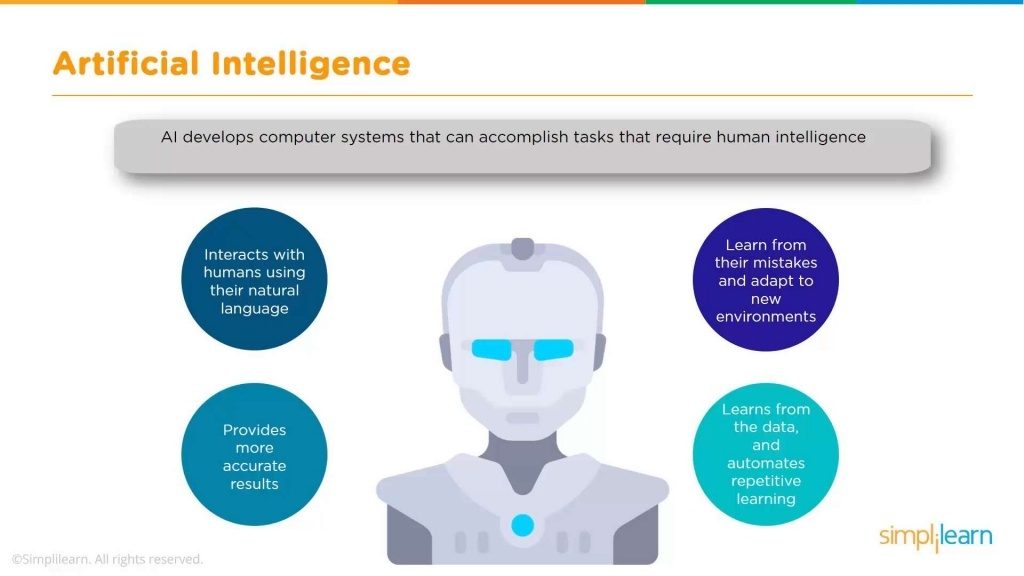 Artificial Intelligence
AI develops computer systems that can accomplish tasks that require human intelligence
Interacts with
humans using
their natural
language
Learn from
their mistakes
and adapt to
new
environments
Provides
more
accurate
results
Learns from
the data,
and
automates
repetitive
learning
simplilearn
©Simplilearn. All rights reserved.